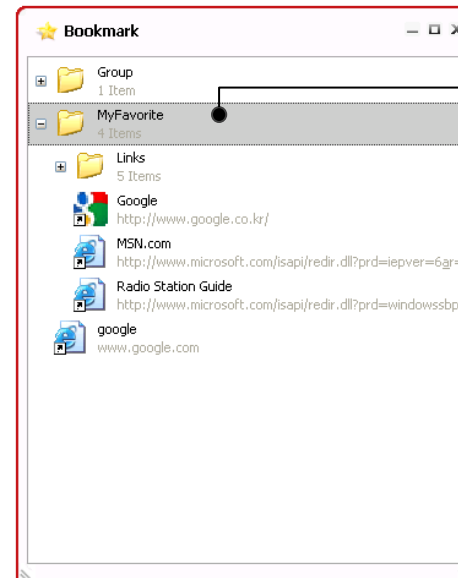 Bookmark
Group
1 Item
MyFavorite
4 Items
Links
5 Items
Google
http://www.google.co.kr/
MSN.com
http://www.microsoft.com/isapi/redir.dll?prd=iepver=6ar=
Radio Station Guide
http://www.microsoft.com/isapi/redir.dll?prd=windowssbp
google
www.google.com